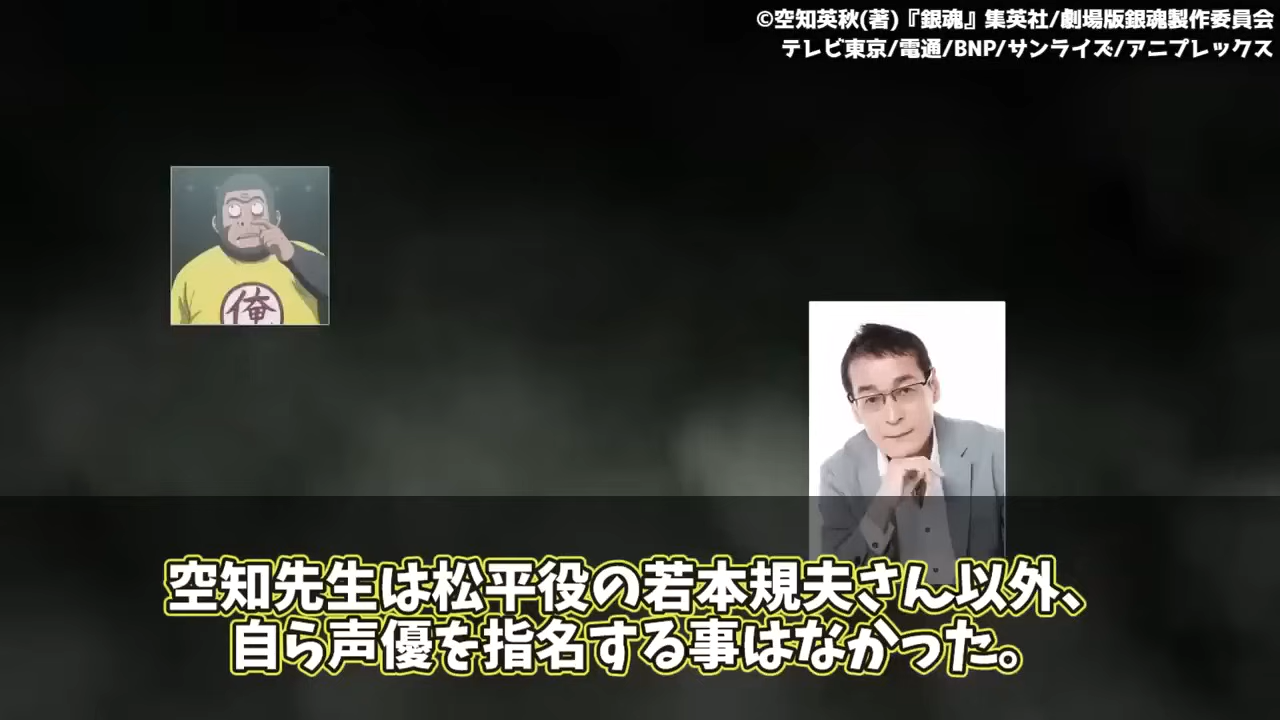 ©空知英秋(著)『銀魂』集英社/劇場版銀魂製作委員会
テレビ東京/電通/BNP/サンライズ/アニプレックス
俺
空知先生は松平役の若本規夫さん以外、
自ら声優を指名する事はなかった。